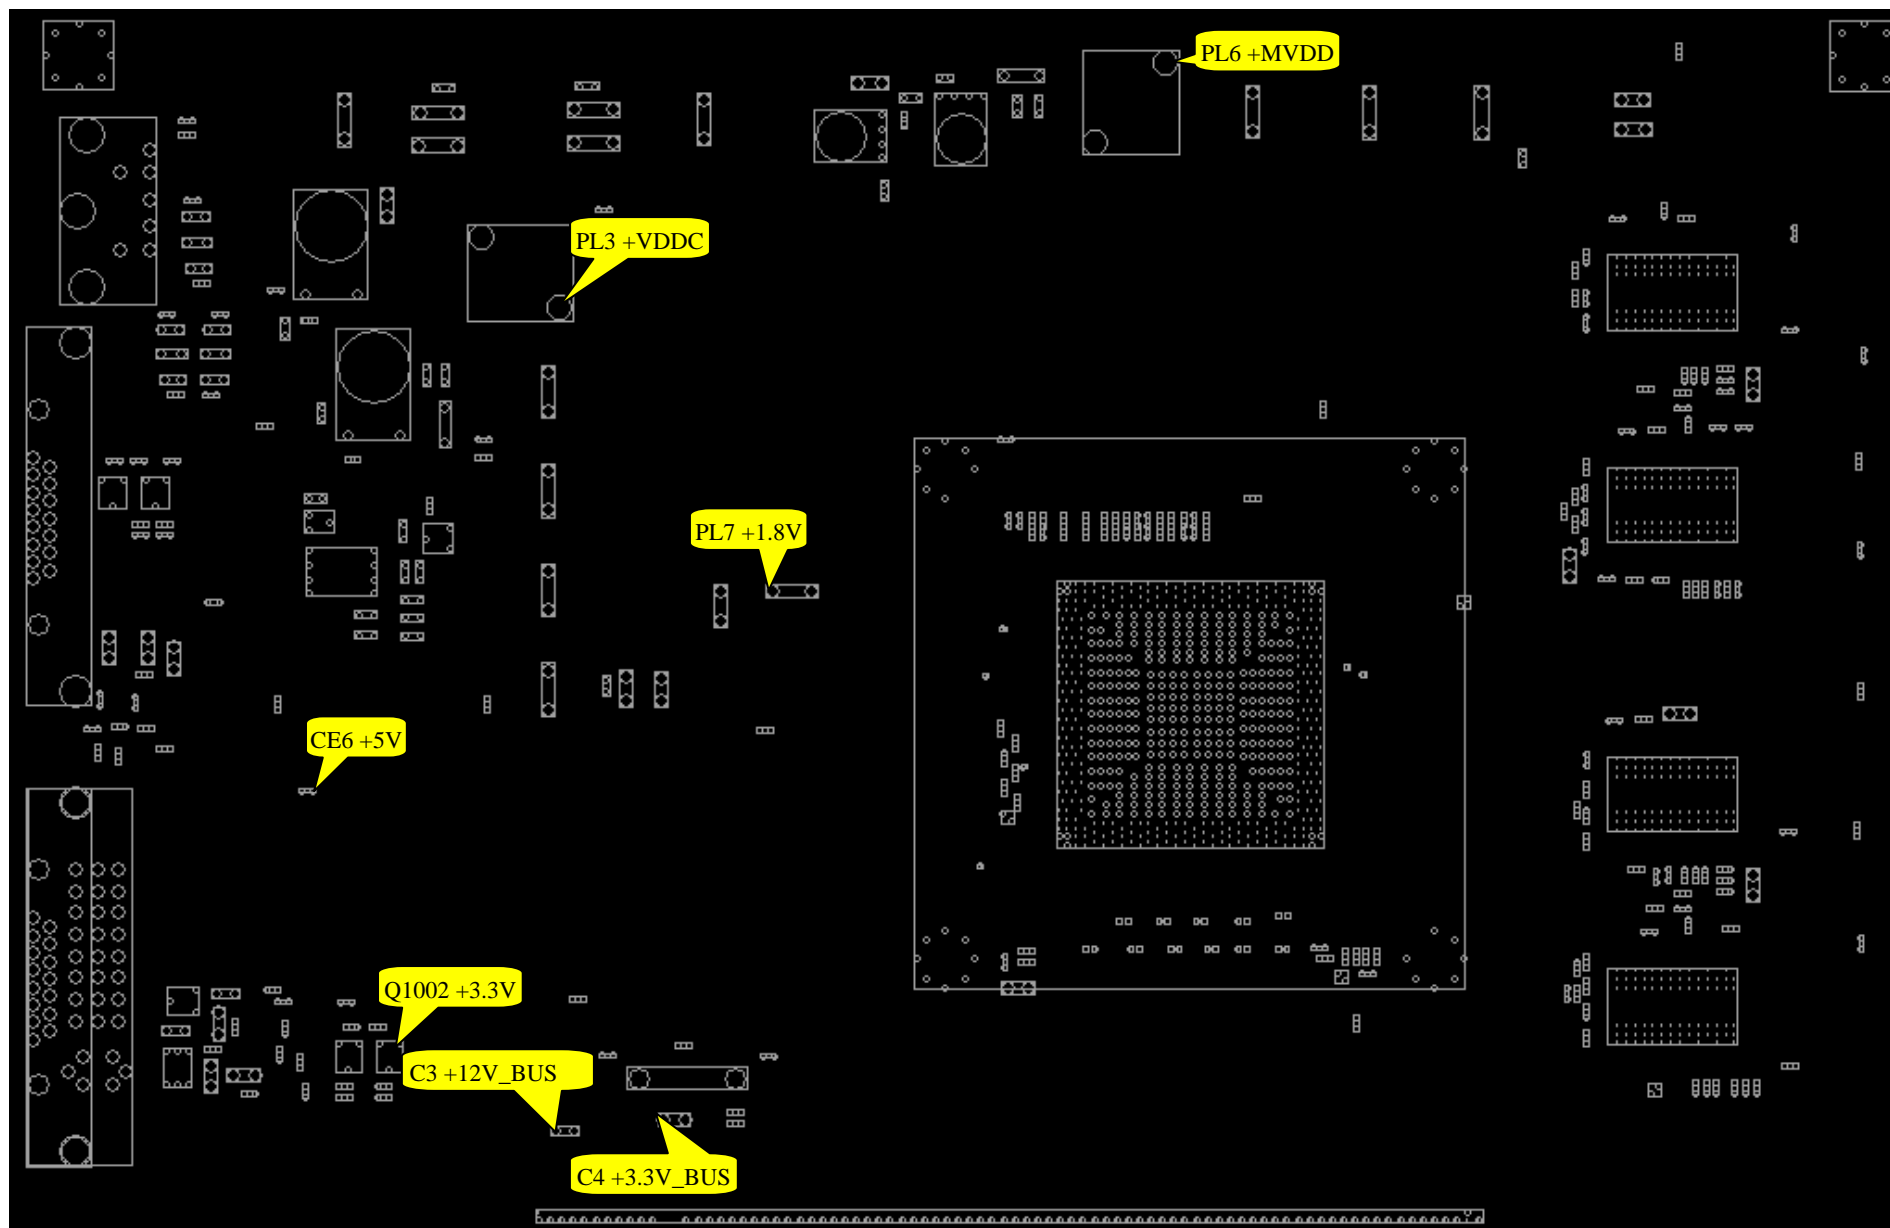 PL6 +MVDD
PL3 +VDDC
PL7 +1.8V
CE6 +5V
Q1002 +3.3V
C3 +12V_BUS
C4 +3.3V_BUS